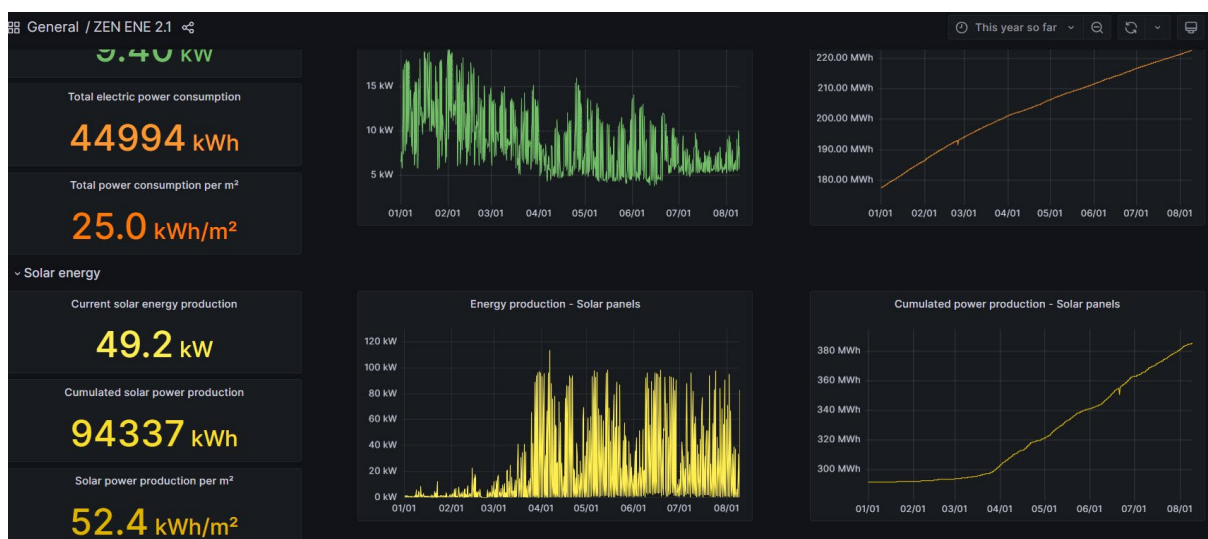 General / ZEN ENE 2.1
This year so far
9.40 kW
Total electric power consumption
44994 kWh
Total power consumption per m²
25.0 kWh/m²
15 kW
10 kW
5 kW
01/01 02/01 03/01 04/01 05/01 06/01 07/01 08/01
220.00 MWh
210.00 MWh
200.00 MWh
190.00 MWh
180.00 MWh
01/01 02/01 03/01 04/01 05/01 06/01 07/01 08/01
Solar energy
Current solar energy production
49.2 kW
Cumulated solar power production
94337 kWh
Solar power production per m²
52.4 kWh/m²
Energy production - Solar panels
120 kW
100 kW
80 kW
60 kW
40 kW
20 kW
0 kW
01/01 02/01 03/01 04/01 05/01 06/01 07/01 08/01
Cumulated power production - Solar panels
380 MWh
360 MWh
340 MWh
320 MWh
300 MWh
01/01 02/01 03/01 04/01 05/01 06/01 07/01 08/01